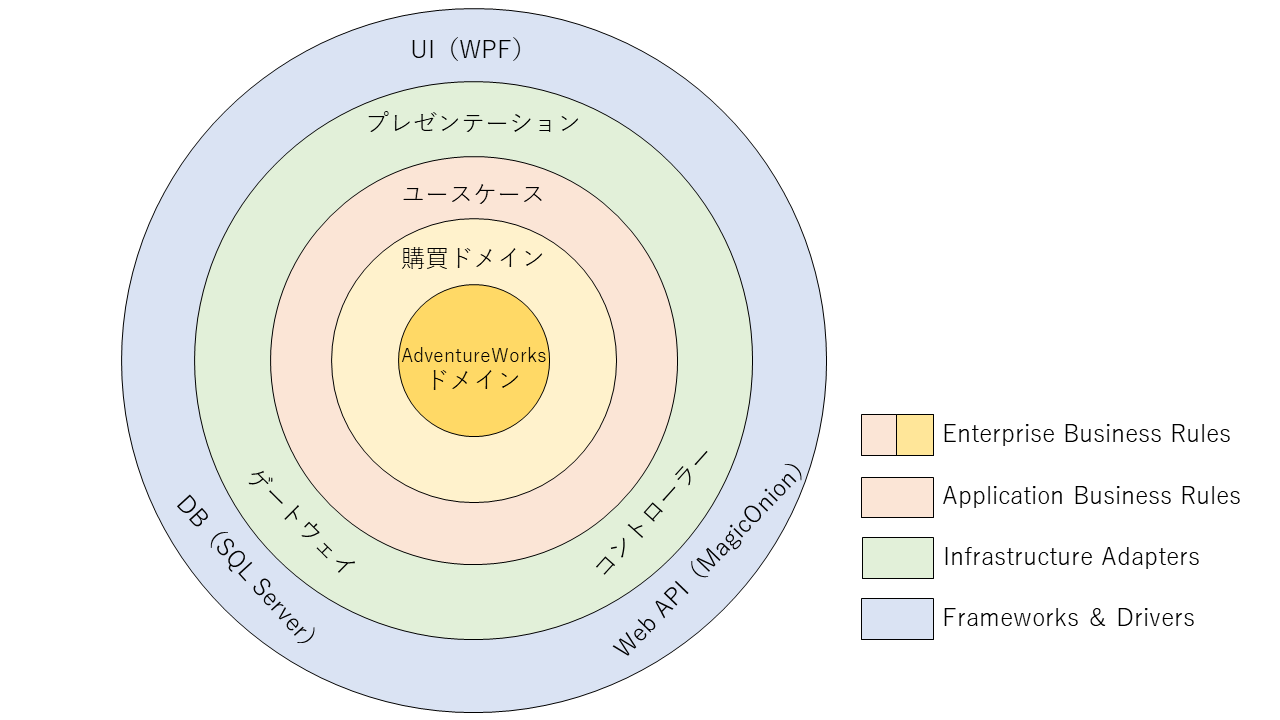 UI（WPF）
プレゼンテーション
ユースケース
購買ドメイン
AdventureWorks
ドメイン
ゲートウェイ
コントローラー
DB（SQL Server）
Web API（MagicOnion）
Enterprise Business Rules
Application Business Rules
Infrastructure Adapters
Frameworks & Drivers